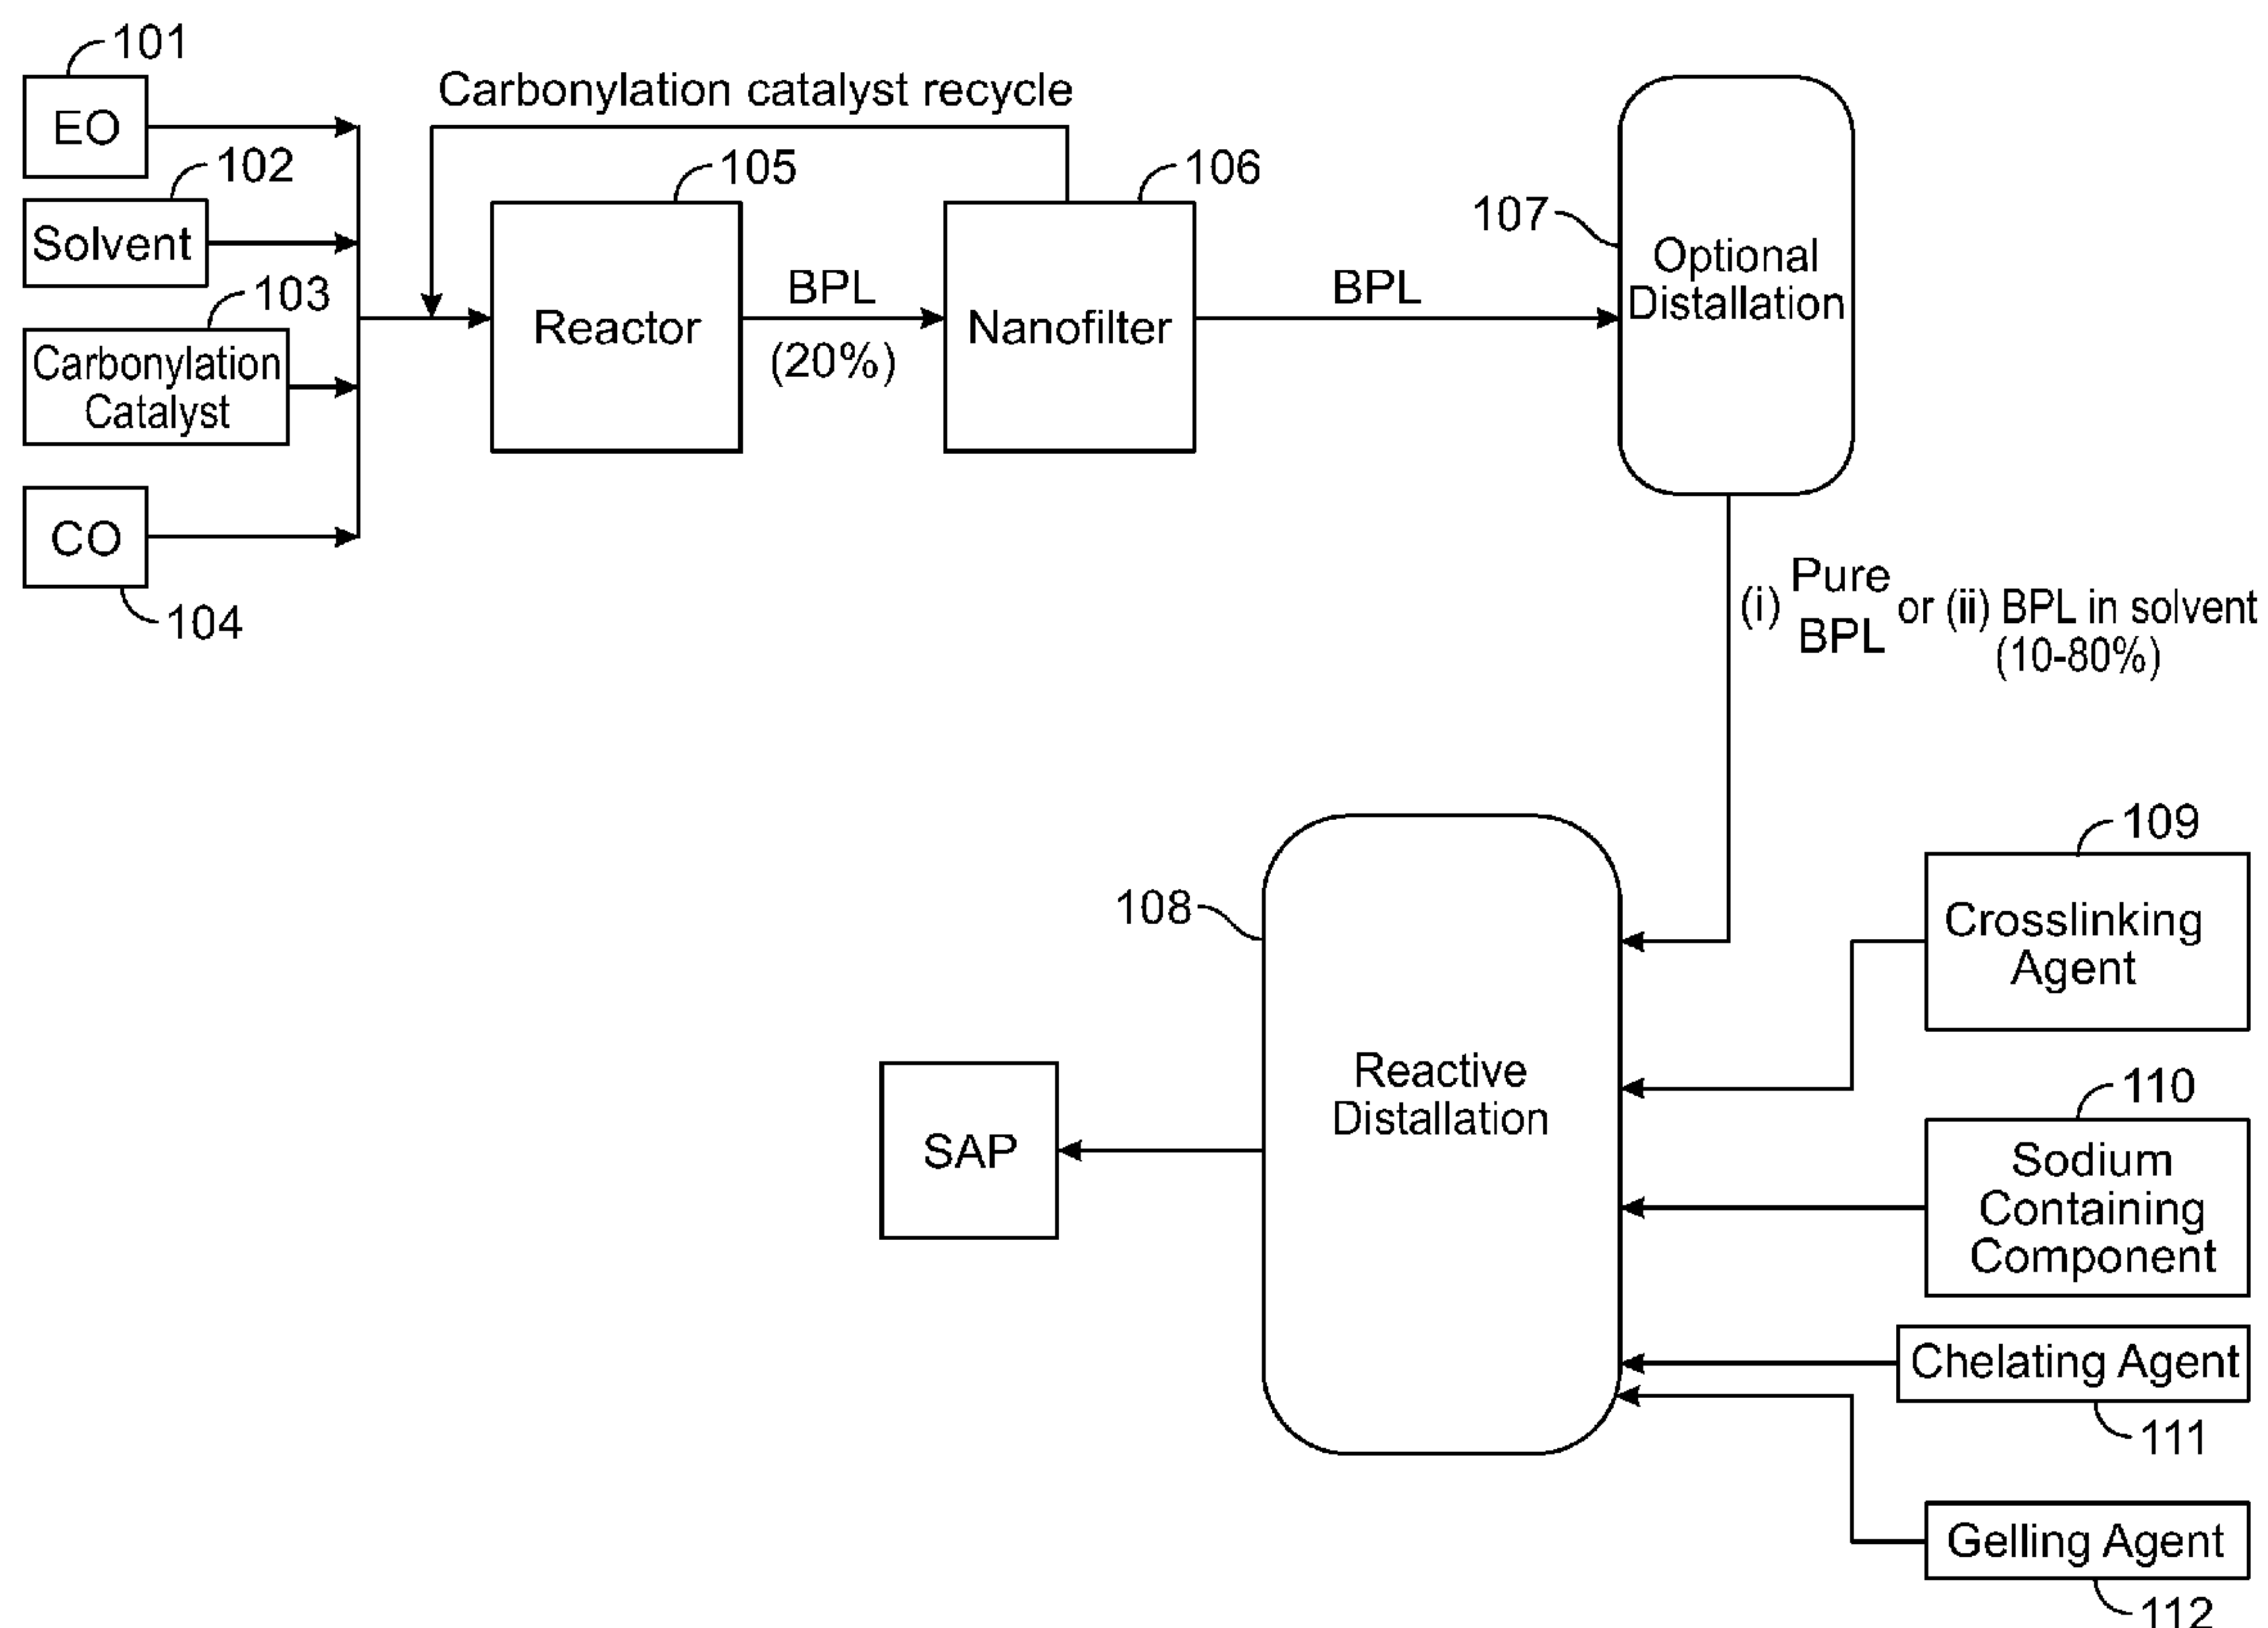 101
EO
102
Solvent
103
Carbonylation
Catalyst
CO
104
Carbonylation catalyst recycle
105
Reactor
BPL
(20%)
106
Nanofilter
BPL
107
Optional
Distallation
(i) Pure
BPL
or (ii) BPL in solvent
(10-80%)
108
Reactive
Distallation
SAP
109
Crosslinking
Agent
110
Sodium
Containing
Component
Chelating Agent
111
Gelling Agent
112